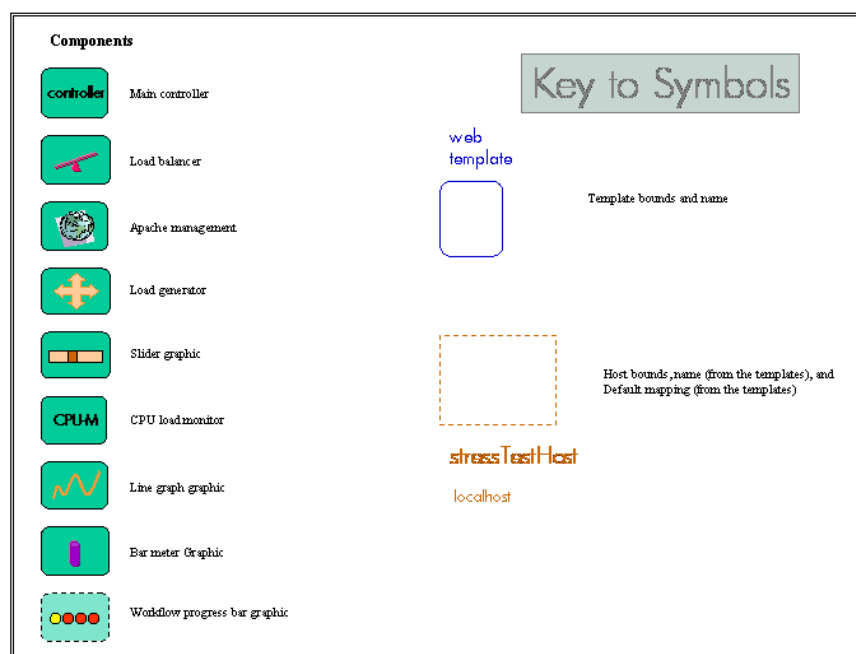 Components
Key to Symbols
controller
Main controller
web
template
Load balancer
Template bounds and name
Apache management
Load generator
Slider graphic
Host bounds, name (from the templates), and
Default mapping (from the templates)
CPU-M
CPU load monitor
stressTestHost
Line graph graphic
localhost
Bar meter Graphic
Workflow progress bar graphic